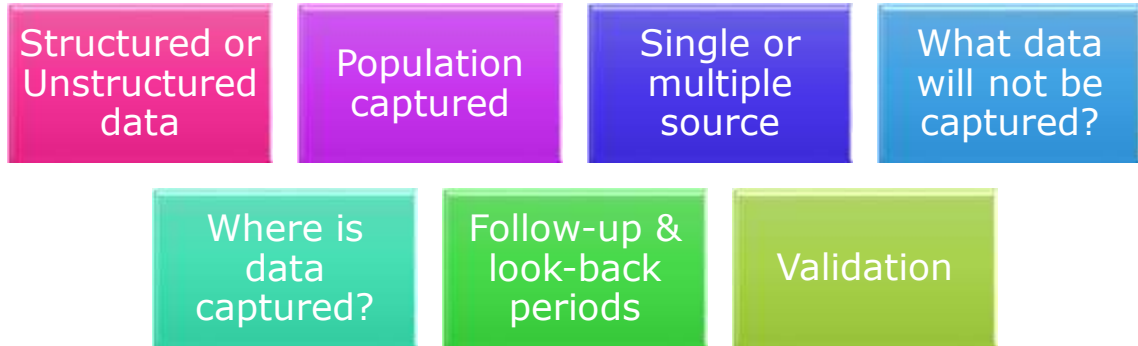 Structured or
Unstructured
data
Population
captured
Single or
multiple
source
What data
will not be
captured?
Where is
data
captured?
Follow-up &
look-back
periods
Validation